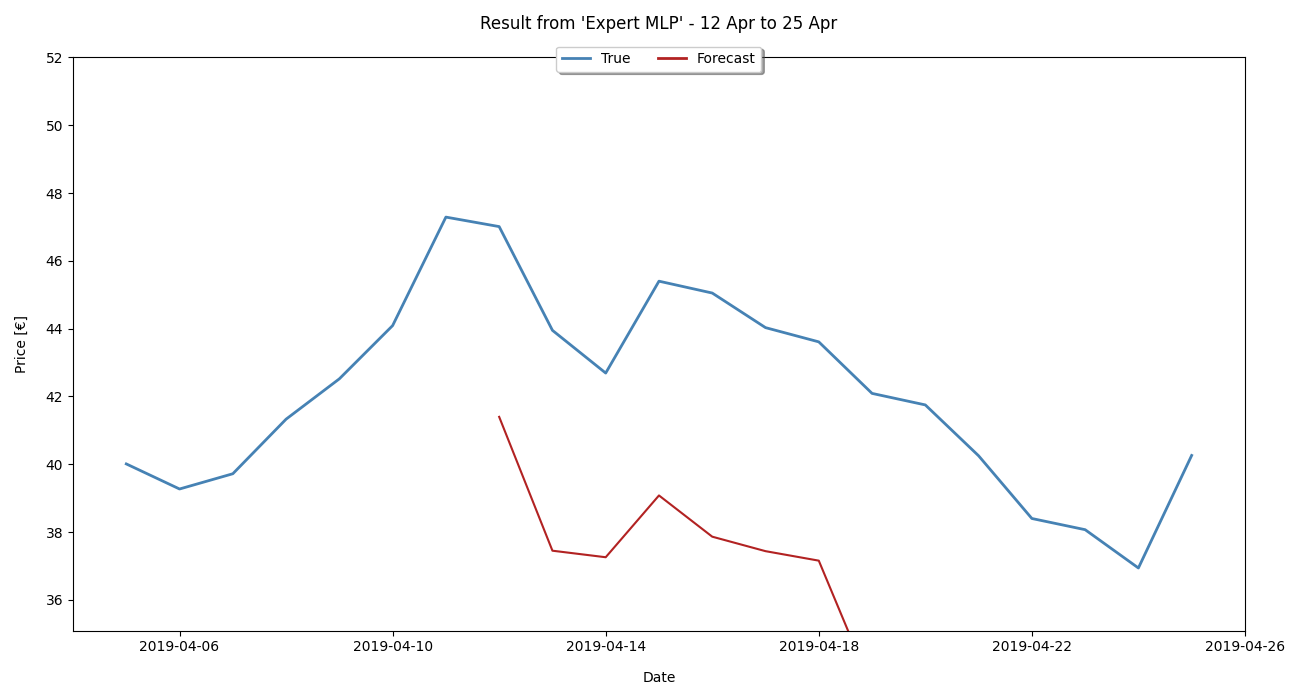 Result from 'Expert MLP' - 12 Apr to 25 Apr
True Forecast
52
50
48
46
44
42
40
38
36
Price [€]
2019-04-06 2019-04-10 2019-04-14 2019-04-18 2019-04-22 2019-04-26
Date